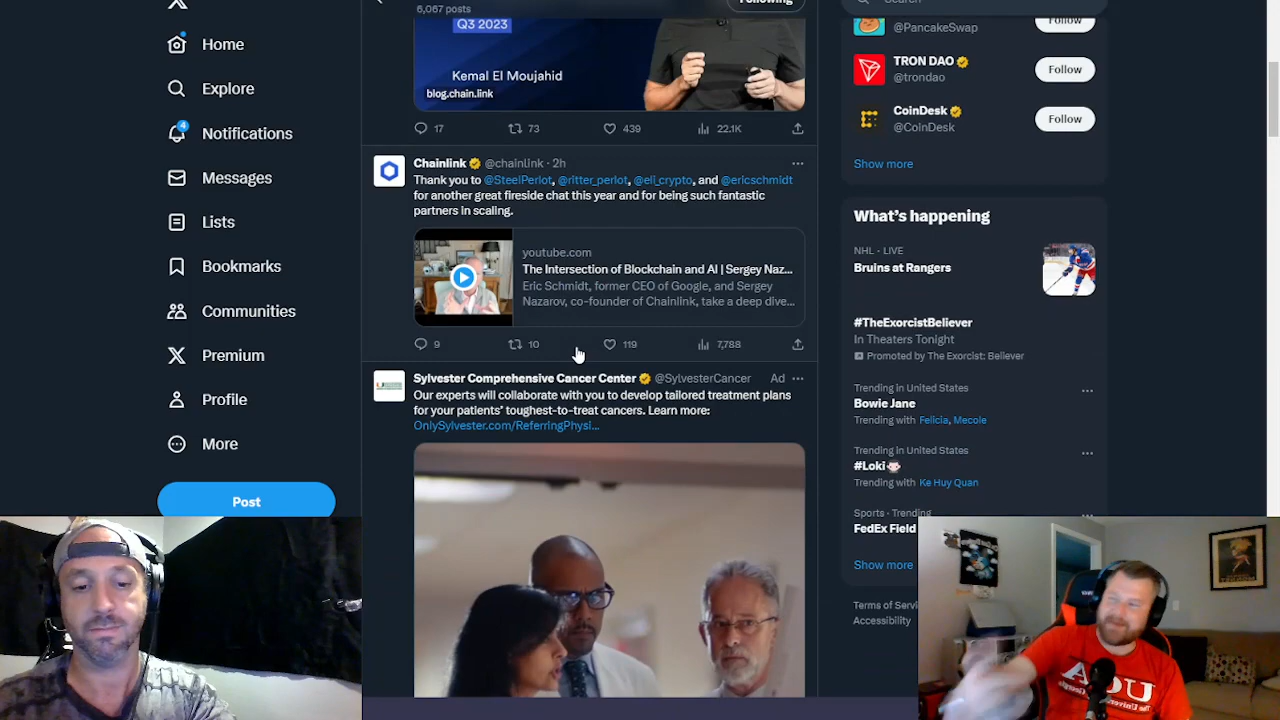 6,067 posts
Following
Search
Home
Explore
4
Notifications
Messages
Lists
Bookmarks
Communities
Premium
Profile
More
Post
Q3 2023
Kemal El Moujahid
blog.chain.link
17 73 439 22.1K
Chainlink @chainlink · 2h
Thank you to @SteelPerlot, @ritter_perlot, @eli_crypto, and @ericschmidt
for another great fireside chat this year and for being such fantastic
partners in scaling.
youtube.com
The Intersection of Blockchain and AI | Sergey Naz...
Eric Schmidt, former CEO of Google, and Sergey
Nazarov, co-founder of Chainlink, take a deep dive...
9 10 119 7,788
Sylvester Comprehensive Cancer Center @SylvesterCancer Ad
Our experts will collaborate with you to develop tailored treatment plans
for your patients' toughest-to-treat cancers. Learn more:
OnlySylvester.com/ReferringPhysi...
@PancakeSwap
Follow
TRON DAO
@trondao
Follow
CoinDesk
@CoinDesk
Follow
Show more
What's happening
NHL · LIVE
Bruins at Rangers
#TheExorcistBeliever
In Theaters Tonight
Promoted by The Exorcist: Believer
Trending in United States
Bowie Jane
Trending with Felicia, Mecole
Trending in United States
#Loki
Trending with Ke Huy Quan
Sports · Trending
FedEx Field
Show more
Terms of Servi
Accessibility